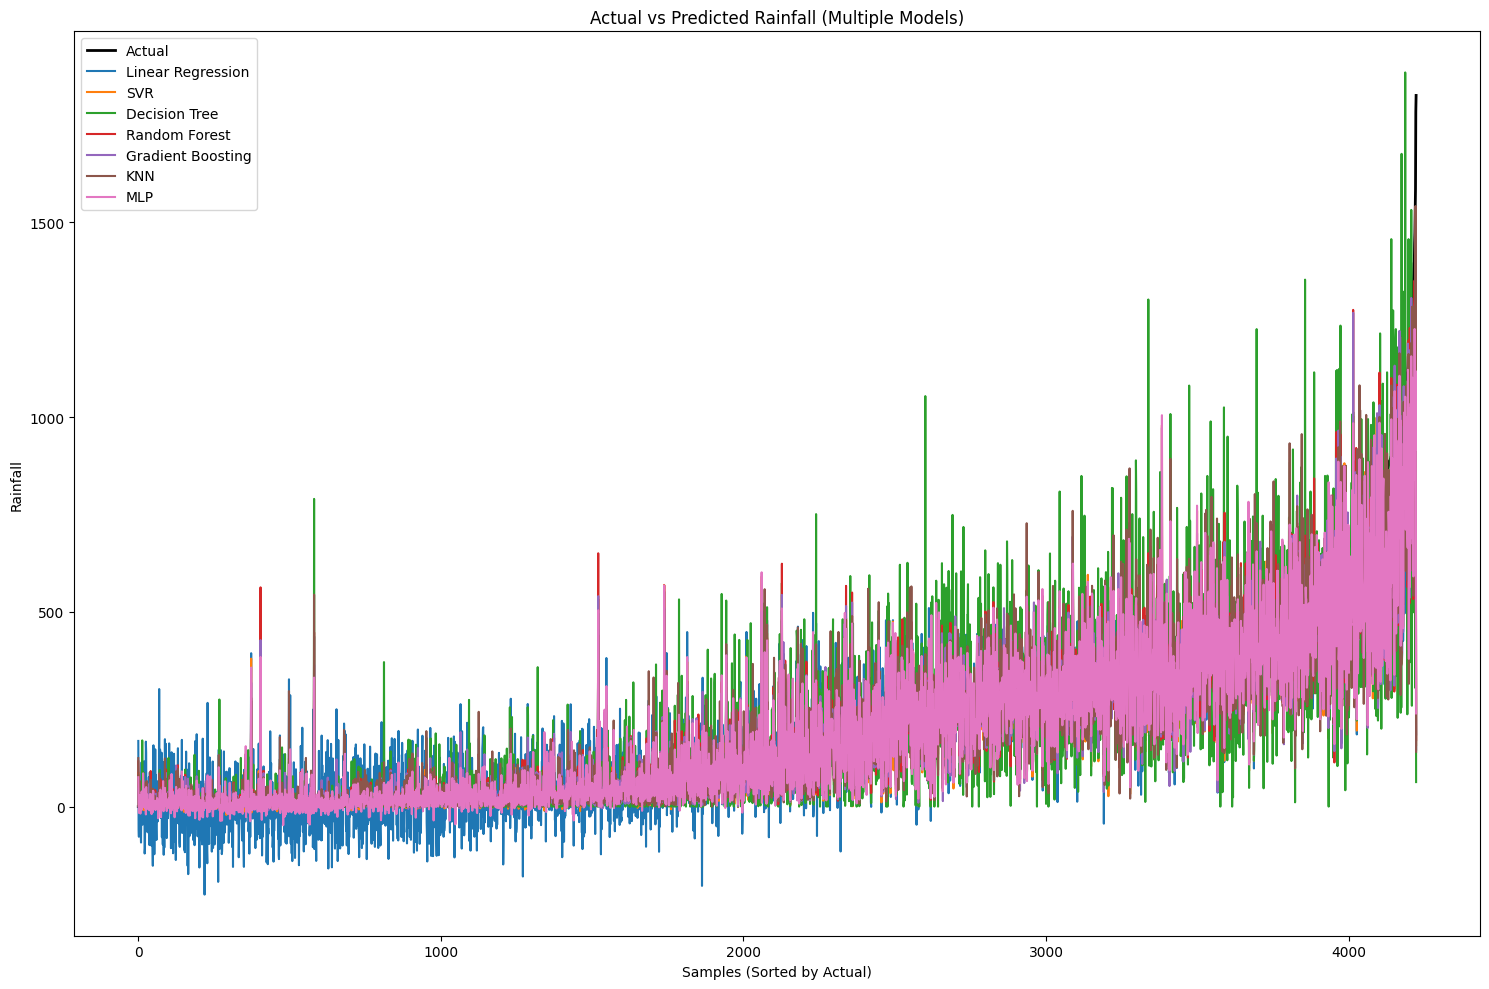 Actual vs Predicted Rainfall (Multiple Models)
Actual
Linear Regression
SVR
Decision Tree
Random Forest
Gradient Boosting
KNN
MLP
1500
1000
500
0
Rainfall
0 1000 2000 3000 4000
Samples (Sorted by Actual)